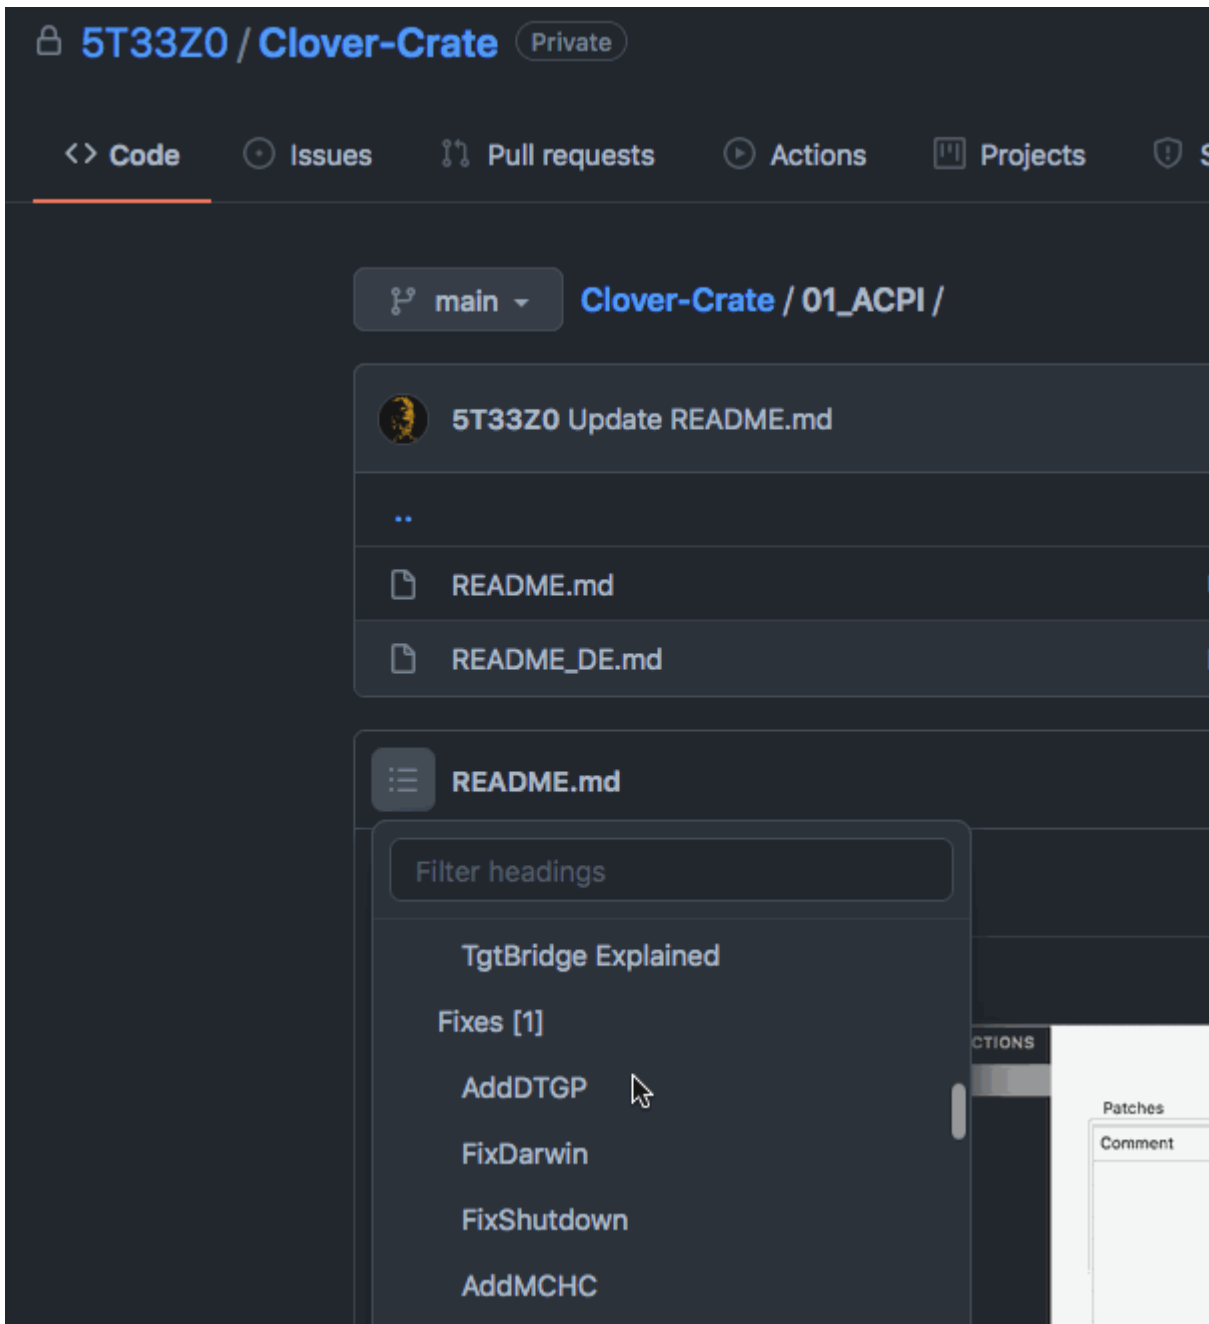 5T33Z0 / Clover-Crate Private
Code Issues Pull requests Actions Projects S
main Clover-Crate / 01_ACPI /
5T33Z0 Update README.md
..
README.md
README_DE.md
README.md
Filter headings
TgtBridge Explained
Fixes [1]
CTIONS
AddDTGP
Patches
Comment
FixDarwin
FixShutdown
AddMCHC